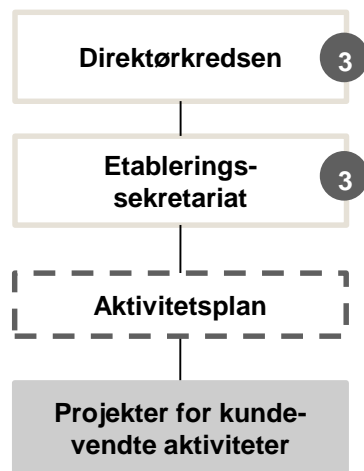 Direktørkredsen
3
Etablerings-
sekretariat
3
Aktivitetsplan
Projekter for kunde-
vendte aktiviteter